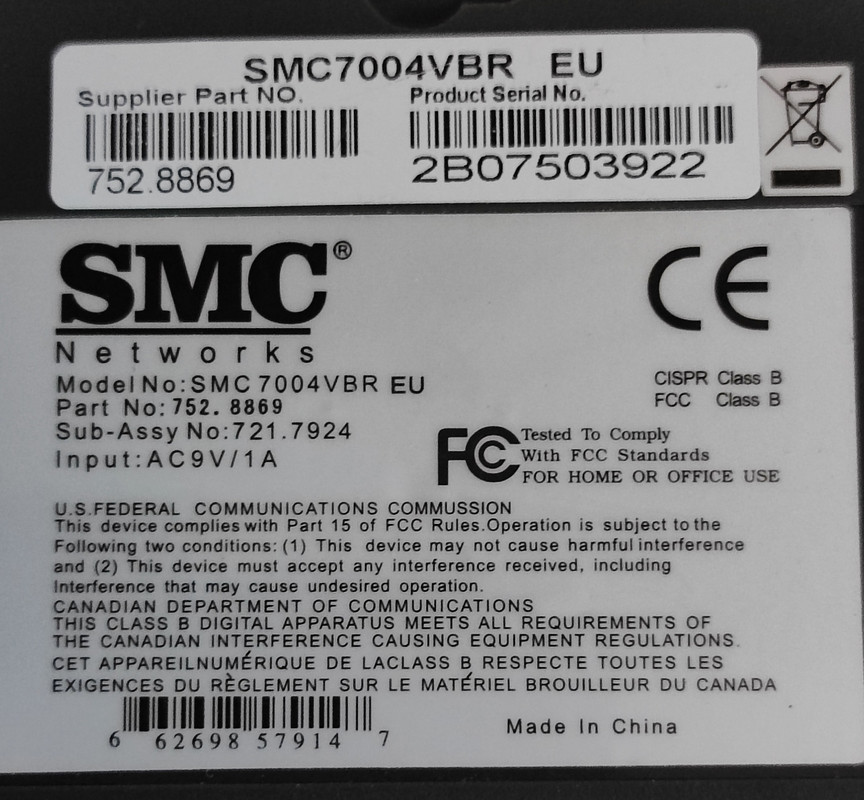 SMC7004VBR EU
Supplier Part NO.
752.8869
Product Serial No.
2B07503922
SMC®
Networks
Model No:SMC 7004VBR EU
Part No:752. 8869
Sub-Assy No:721.7924
Input:AC9V/1A
CE
CISPR Class B
FCC Class B
FC Tested To Comply
With FCC Standards
FOR HOME OR OFFICE USE
U.S.FEDERAL COMMUNICATIONS COMMUSSION
This device complies with Part 15 of FCC Rules.Operation is subject to the
Following two conditions: (1) This device may not cause harmful interference
and (2) This device must accept any interference received, including
Interference that may cause undesired operation.
CANADIAN DEPARTMENT OF COMMUNICATIONS
THIS CLASS B DIGITAL APPARATUS MEETS ALL REQUIREMENTS OF
THE CANADIAN INTERFERENCE CAUSING EQUIPMENT REGULATIONS.
CET APPAREILNUMÉRIQUE DE LACLASS B RESPECTE TOUTES LES
EXIGENCES DU RÈGLEMENT SUR LE MATÉRIEL BROUILLEUR DU CANADA
6 62698 57914 7
Made In China